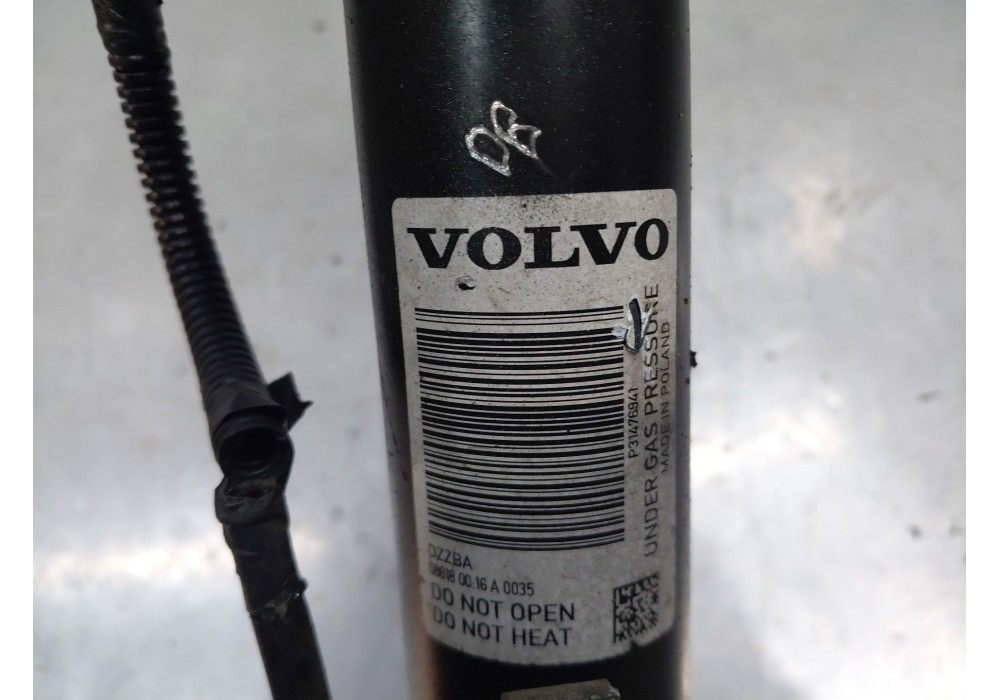 DB
VOLVO
P31476941
UNDER GAS PRESSURE
MADE IN POLAND
DZZBA
08618 00:16 A 0035
DO NOT OPEN
DO NOT HEAT